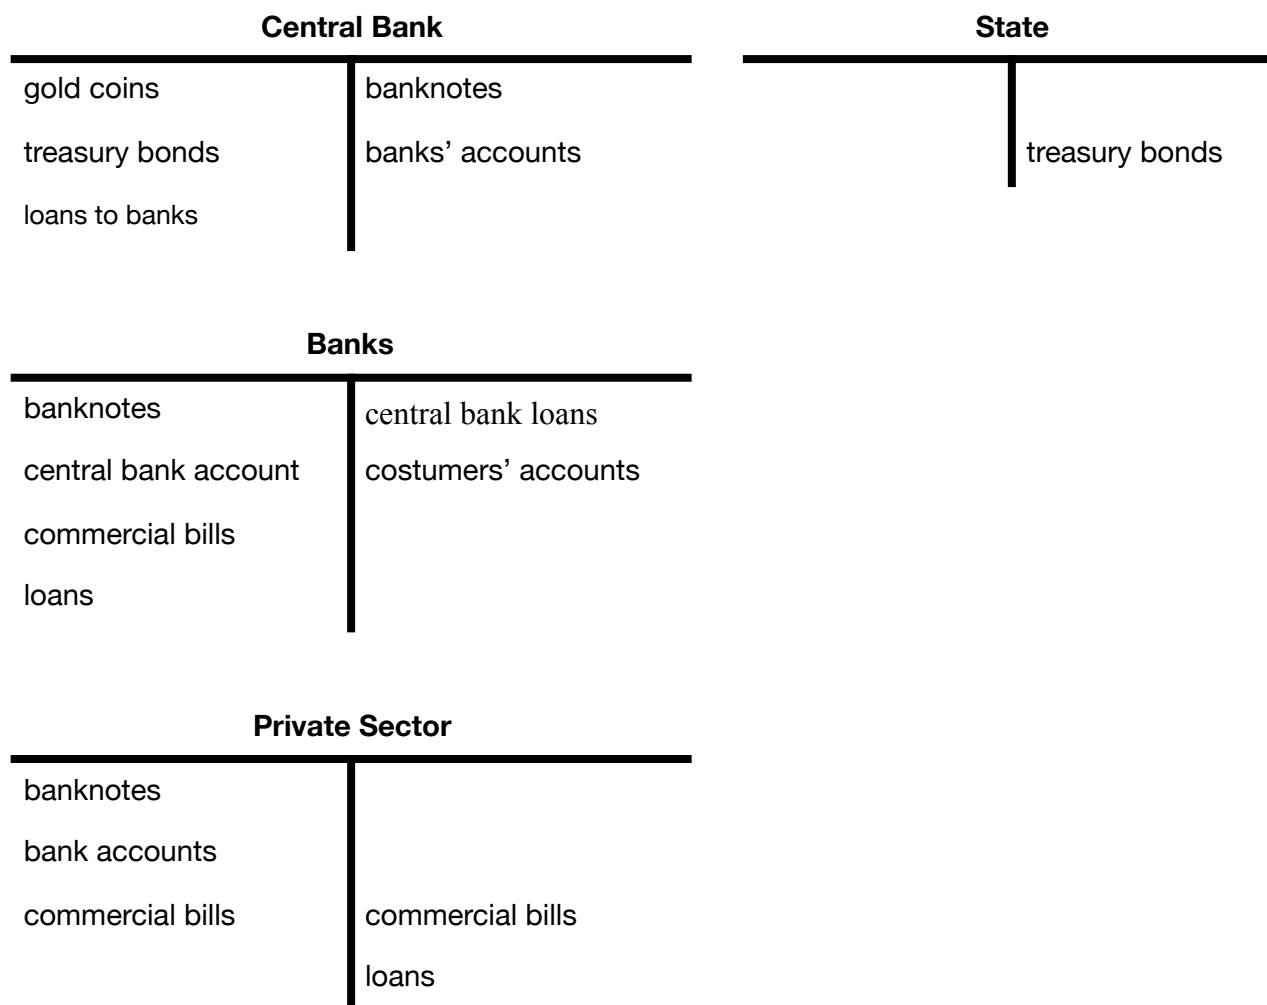 Central Bank
gold coins banknotes
treasury bonds banks’ accounts
loans to banks
State
treasury bonds
Banks
banknotes central bank loans
central bank account costumers’ accounts
commercial bills
loans
Private Sector
banknotes
bank accounts
commercial bills commercial bills
loans